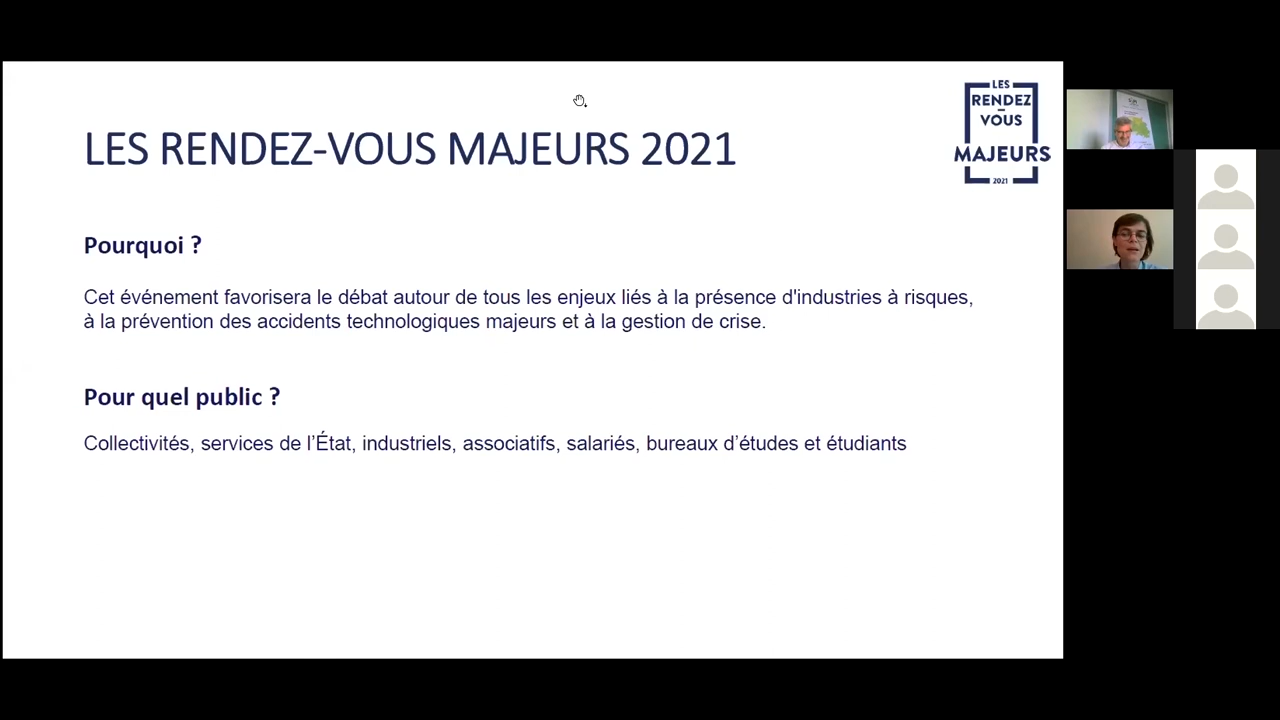 LES RENDEZ-VOUS MAJEURS 2021
LES
RENDEZ
–
VOUS
MAJEURS
2021
Pourquoi ?
Cet événement favorisera le débat autour de tous les enjeux liés à la présence d'industries à risques,
à la prévention des accidents technologiques majeurs et à la gestion de crise.
Pour quel public ?
Collectivités, services de l’État, industriels, associatifs, salariés, bureaux d’études et étudiants